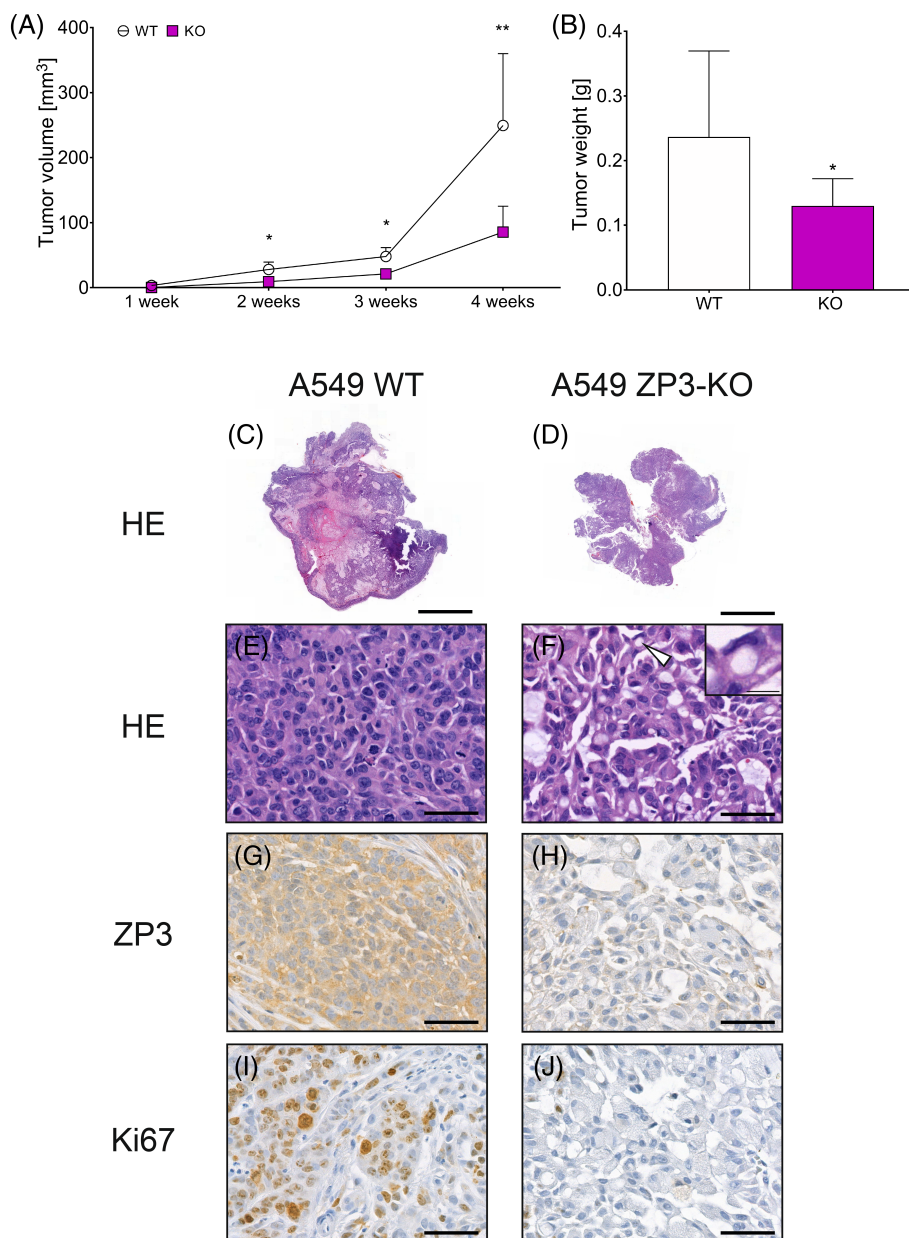 (A)
WT KO
Tumor volume [mm³]
400
300
200
100
0
*
*
**
1 week 2 weeks 3 weeks 4 weeks
(B)
Tumor weight [g]
0.4
0.3
0.2
0.1
0.0
*
WT KO
A549 WT A549 ZP3-KO
(C) (D)
HE
(E) (F)
HE
(G) (H)
ZP3
(I) (J)
Ki67